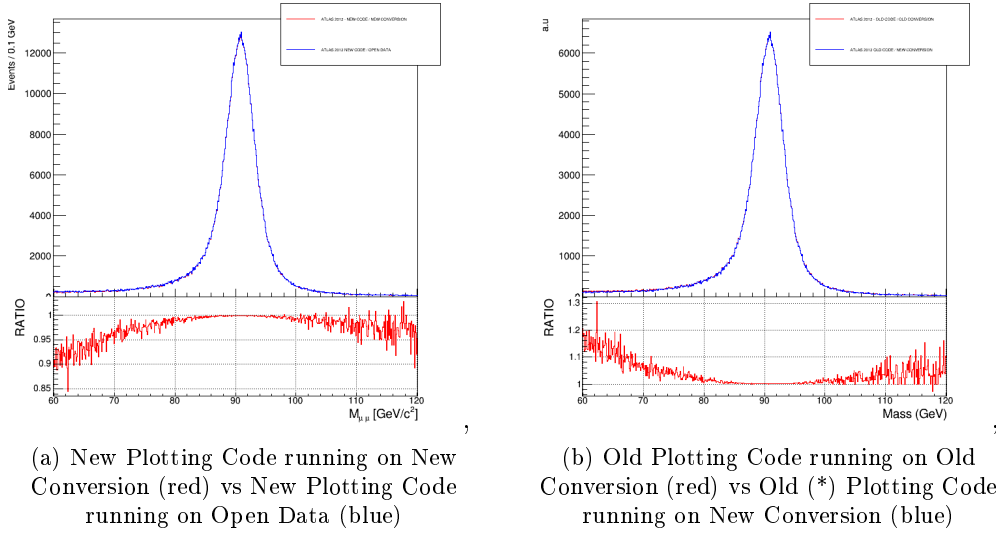 ATLAS 2012 - NEW CODE / NEW CONVERSION
ATLAS 2012 NEW CODE / OPEN DATA
Events / 0.1 GeV
12000
10000
8000
6000
4000
2000
0
RATIO
1
0.95
0.9
0.85
60 70 80 90 100 110 120
M μ μ [GeV/c²]
,
(a) New Plotting Code running on New
Conversion (red) vs New Plotting Code
running on Open Data (blue)
ATLAS 2012 - OLD CODE / OLD CONVERSION
ATLAS 2012 OLD CODE / NEW CONVERSION
a.u
6000
5000
4000
3000
2000
1000
0
RATIO
1.3
1.2
1.1
1
60 70 80 90 100 110 120
Mass (GeV)
,
(b) Old Plotting Code running on Old
Conversion (red) vs Old (*) Plotting Code
running on New Conversion (blue)